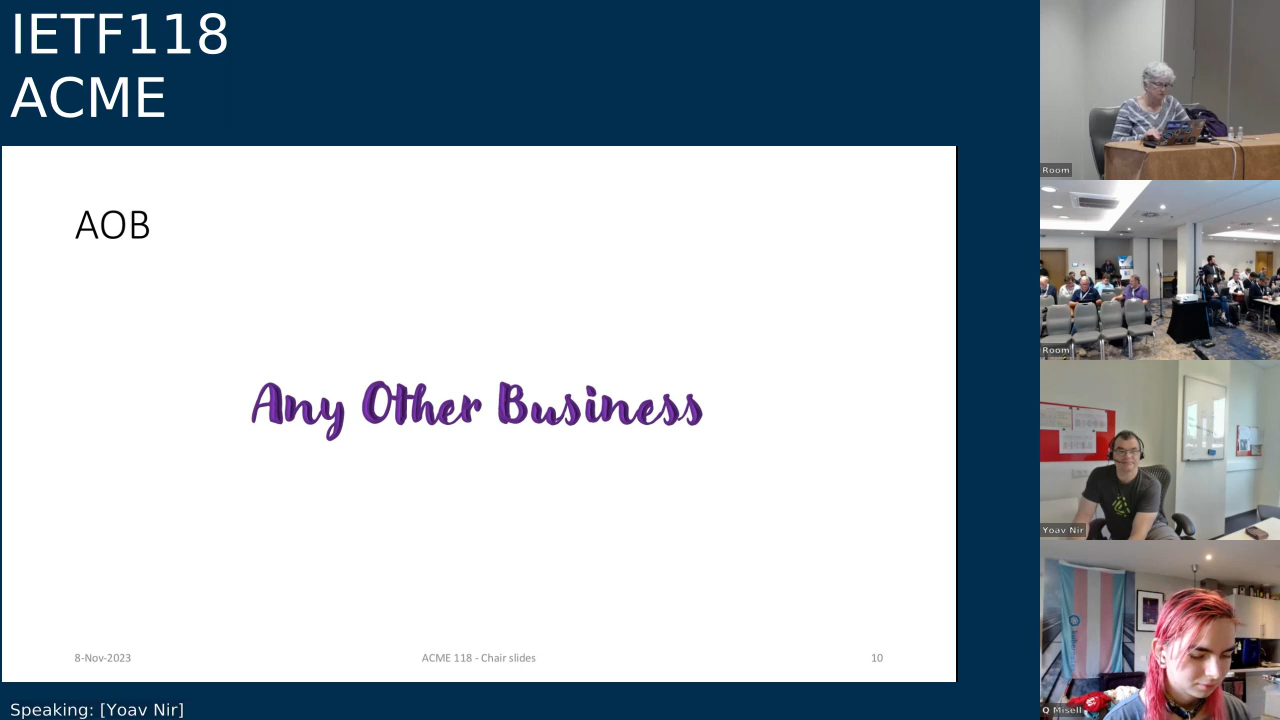 IETF118
ACME
AOB
Any Other Business
8-Nov-2023
ACME 118 - Chair slides
10
Speaking: [Yoav Nir]
Room
Room
Yoav Nir
Q Misell